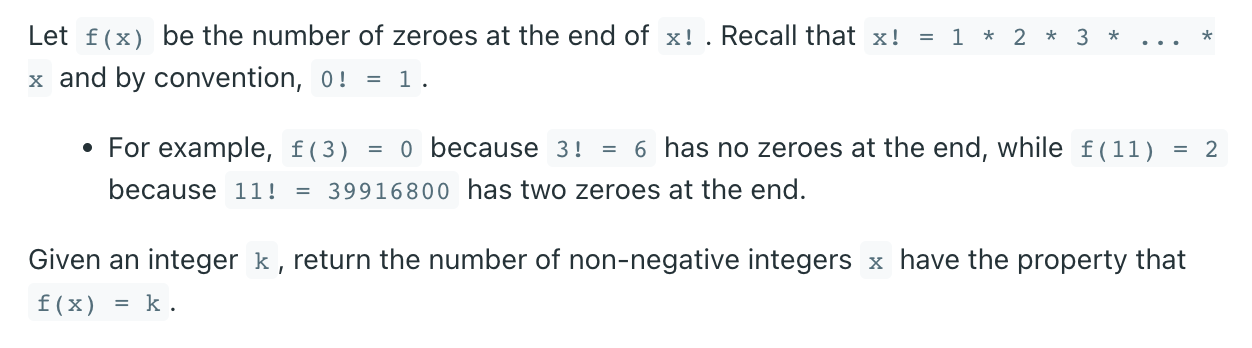 Let f(x) be the number of zeroes at the end of x!. Recall that x! = 1 * 2 * 3 * ... *
x and by convention, 0! = 1.
• For example, f(3) = 0 because 3! = 6 has no zeroes at the end, while f(11) = 2
because 11! = 39916800 has two zeroes at the end.
Given an integer k, return the number of non-negative integers x have the property that
f(x) = k.